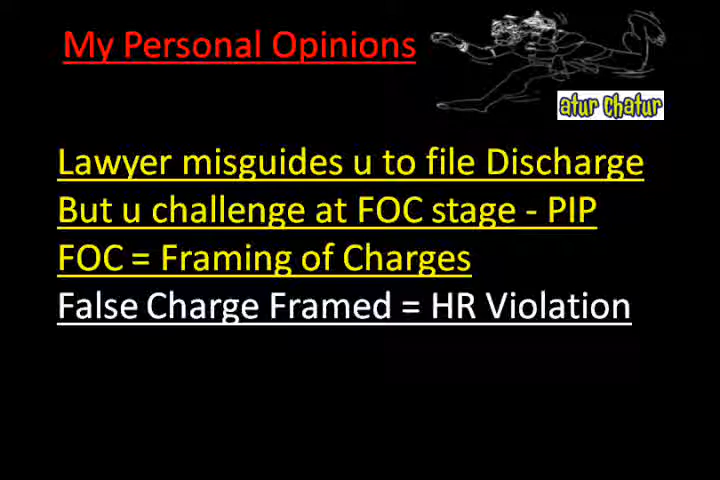 My Personal Opinions
atur chatur
Lawyer misguides u to file Discharge
But u challenge at FOC stage - PIP
FOC = Framing of Charges
False Charge Framed = HR Violation